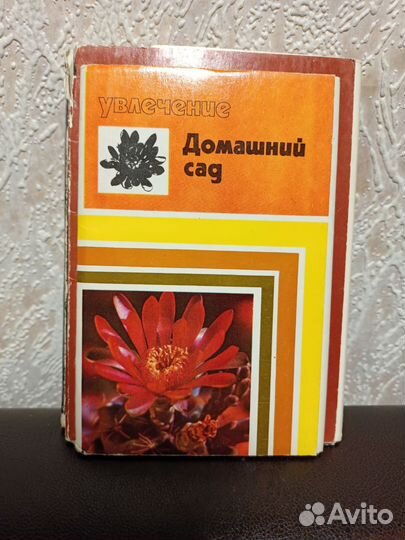 увлечение
Домашний
сад
Avito